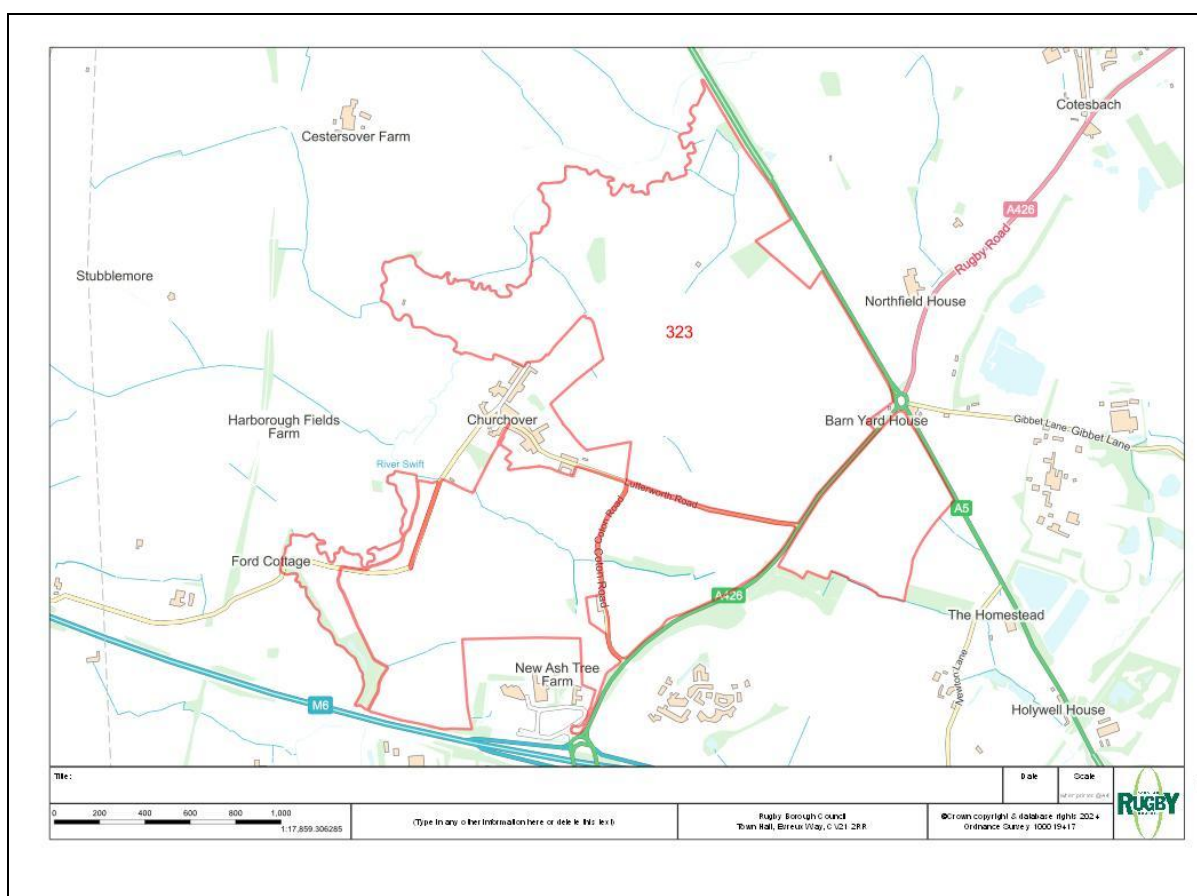 Cotesbach
Cestersover Farm
A426
Rugby Road
Stubblemore
Northfield House
323
Churchover
Barn Yard House
Gibbet Lane
Gibbet Lane
Harborough Fields
Farm
River Swift
Lutterworth Road
A5
Coton Road
Coton Road
Ford Cottage
A426
The Homestead
New Ash Tree
Farm
Newton Lane
M6
Holywell House
Title:
Date
Scale
0 200 400 600 800 1,000
1:17,859.306285
(Type in any other information here or delete this text)
Rugby Borough Council
Town Hall, Evreux Way, CV21 2RR
©Crown copyright & database rights 2024
Ordnance Survey 100019417
RUGBY